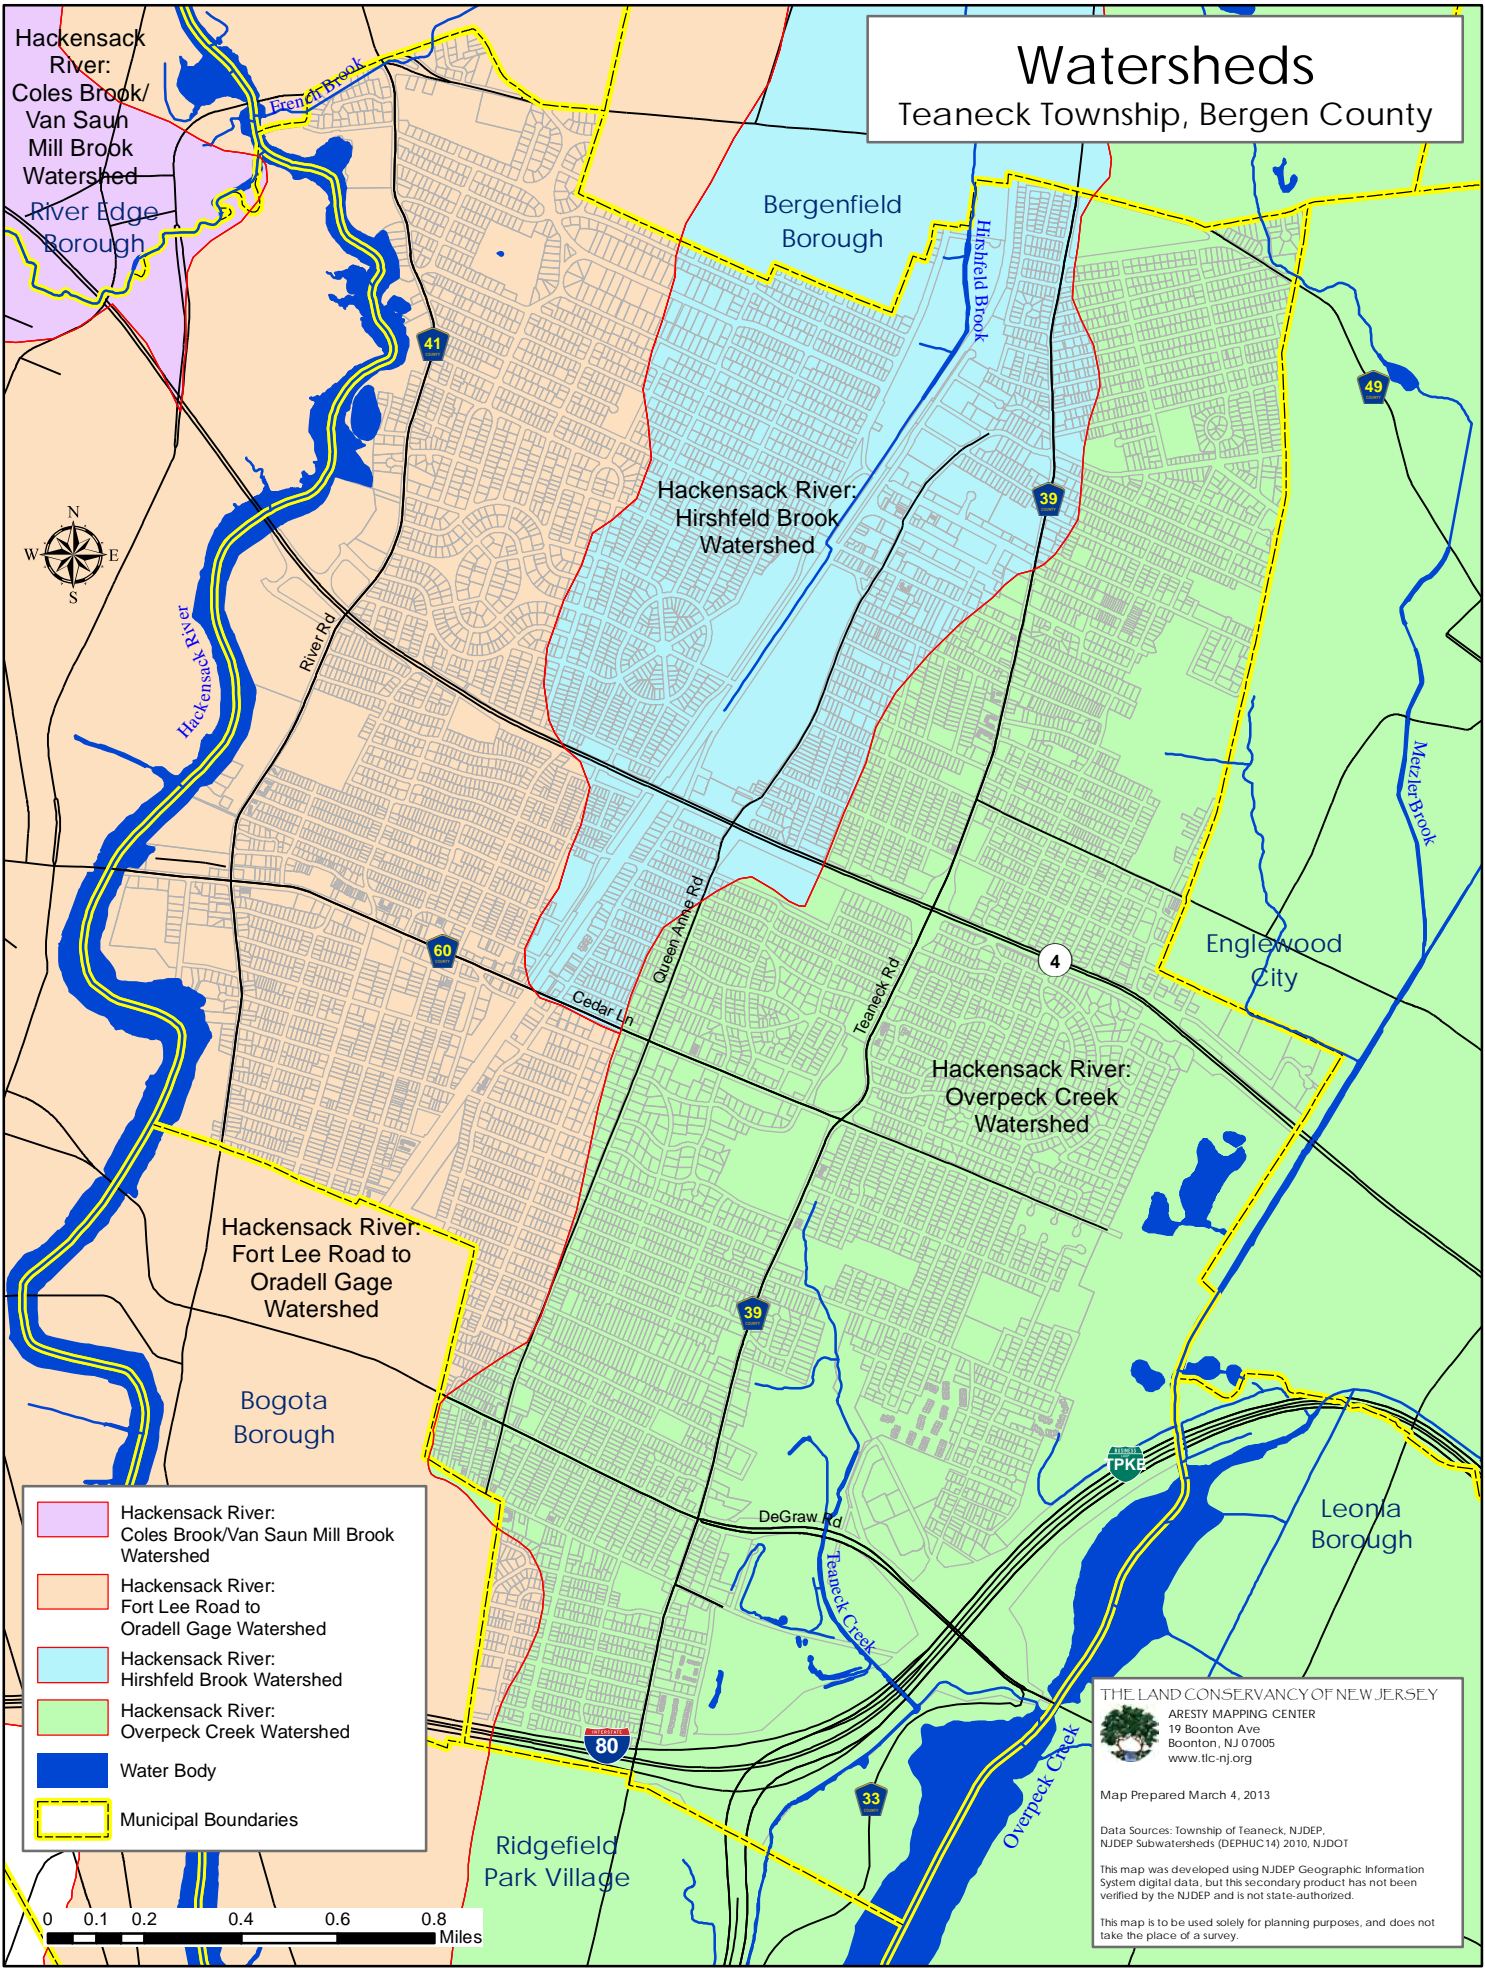 Watersheds
Teaneck Township, Bergen County
Hackensack
River:
Coles Brook/
Van Saun
Mill Brook
Watershed
River Edge
Borough
French Brook
Bergenfield
Borough
Hirshfeld Brook
41
COUNTY
49
COUNTY
39
COUNTY
Hackensack River:
Hirshfeld Brook
Watershed
N
W
E
S
Hackensack River
River Rd
Metzler Brook
Queen Anne Rd
60
COUNTY
Cedar Ln
Teaneck Rd
4
Englewood
City
Hackensack River:
Overpeck Creek
Watershed
Hackensack River:
Fort Lee Road to
Oradell Gage
Watershed
39
COUNTY
Bogota
Borough
BUSINESS
TPKE
Leonia
Borough
DeGraw Rd
Teaneck Creek
INTERSTATE
80
33
COUNTY
Overpeck Creek
Ridgefield
Park Village
Hackensack River:
Coles Brook/Van Saun Mill Brook
Watershed
Hackensack River:
Fort Lee Road to
Oradell Gage Watershed
Hackensack River:
Hirshfeld Brook Watershed
Hackensack River:
Overpeck Creek Watershed
Water Body
Municipal Boundaries
0 0.1 0.2 0.4 0.6 0.8
Miles
THE LAND CONSERVANCY OF NEW JERSEY
ARESTY MAPPING CENTER
19 Boonton Ave
Boonton, NJ 07005
www.tlc-nj.org
Map Prepared March 4, 2013
Data Sources: Township of Teaneck, NJDEP,
NJDEP Subwatersheds (DEPHUC14) 2010, NJDOT
This map was developed using NJDEP Geographic Information
System digital data, but this secondary product has not been
verified by the NJDEP and is not state-authorized.
This map is to be used solely for planning purposes, and does not
take the place of a survey.